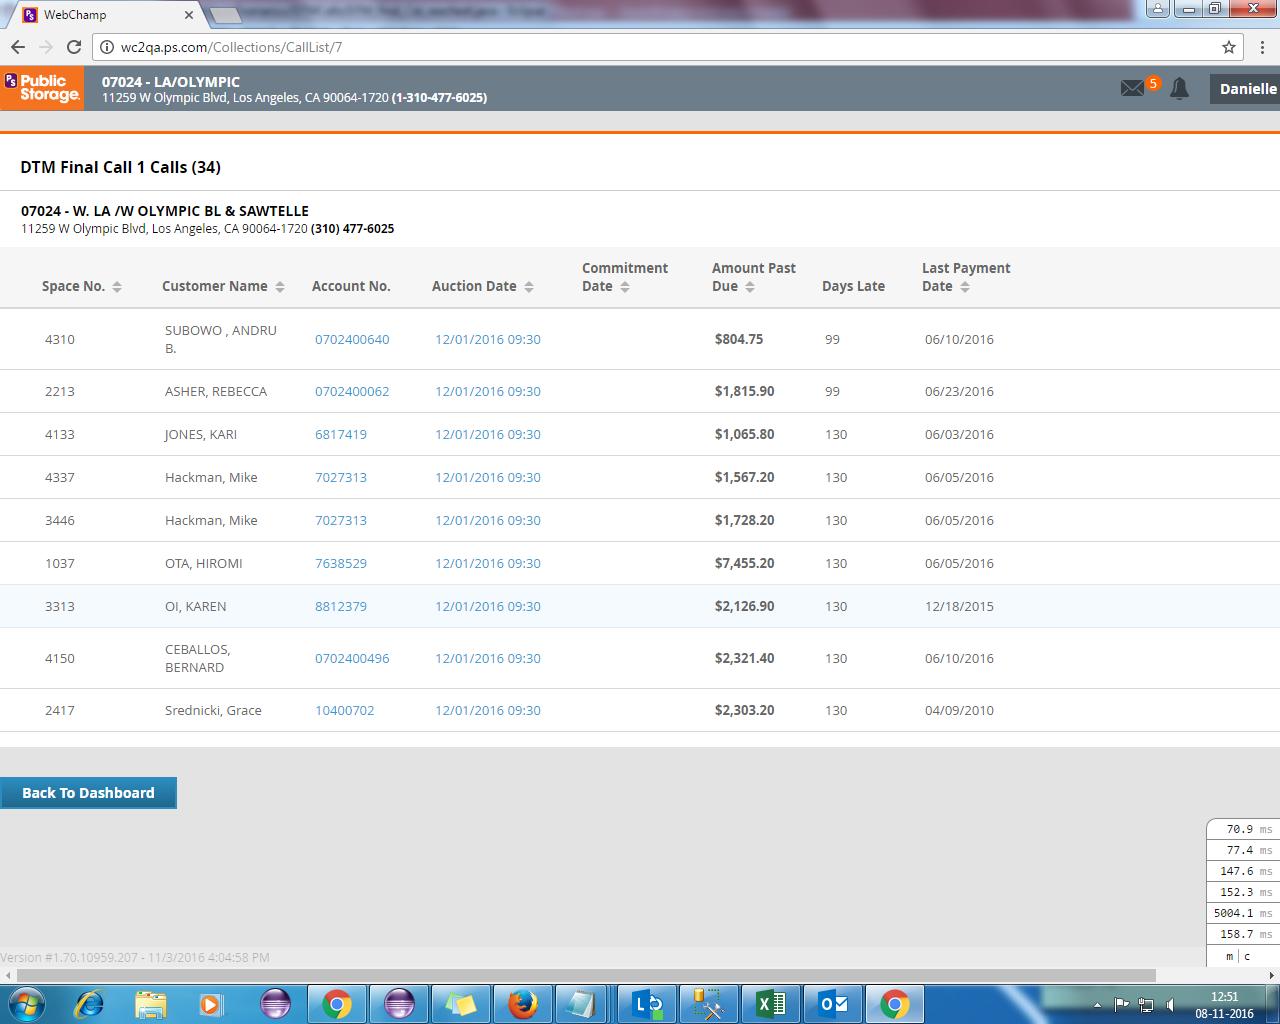 WebChamp
wc2qa.ps.com/Collections/CallList/7
PS Public Storage.
07024 - LA/OLYMPIC
11259 W Olympic Blvd, Los Angeles, CA 90064-1720 (1-310-477-6025)
5
Danielle
DTM Final Call 1 Calls (34)
07024 - W. LA /W OLYMPIC BL & SAWTELLE
11259 W Olympic Blvd, Los Angeles, CA 90064-1720 (310) 477-6025
Space No. Customer Name Account No. Auction Date Commitment Date Amount Past Due Days Late Last Payment Date
4310 SUBOWO , ANDRU B. 0702400640 12/01/2016 09:30 $804.75 99 06/10/2016
2213 ASHER, REBECCA 0702400062 12/01/2016 09:30 $1,815.90 99 06/23/2016
4133 JONES, KARI 6817419 12/01/2016 09:30 $1,065.80 130 06/03/2016
4337 Hackman, Mike 7027313 12/01/2016 09:30 $1,567.20 130 06/05/2016
3446 Hackman, Mike 7027313 12/01/2016 09:30 $1,728.20 130 06/05/2016
1037 OTA, HIROMI 7638529 12/01/2016 09:30 $7,455.20 130 06/05/2016
3313 OI, KAREN 8812379 12/01/2016 09:30 $2,126.90 130 12/18/2015
4150 CEBALLOS, BERNARD 0702400496 12/01/2016 09:30 $2,321.40 130 06/10/2016
2417 Srednicki, Grace 10400702 12/01/2016 09:30 $2,303.20 130 04/09/2010
Back To Dashboard
70.9 ms
77.4 ms
147.6 ms
152.3 ms
5004.1 ms
158.7 ms
m | c
Version #1.70.10959.207 - 11/3/2016 4:04:58 PM
12:51
08-11-2016